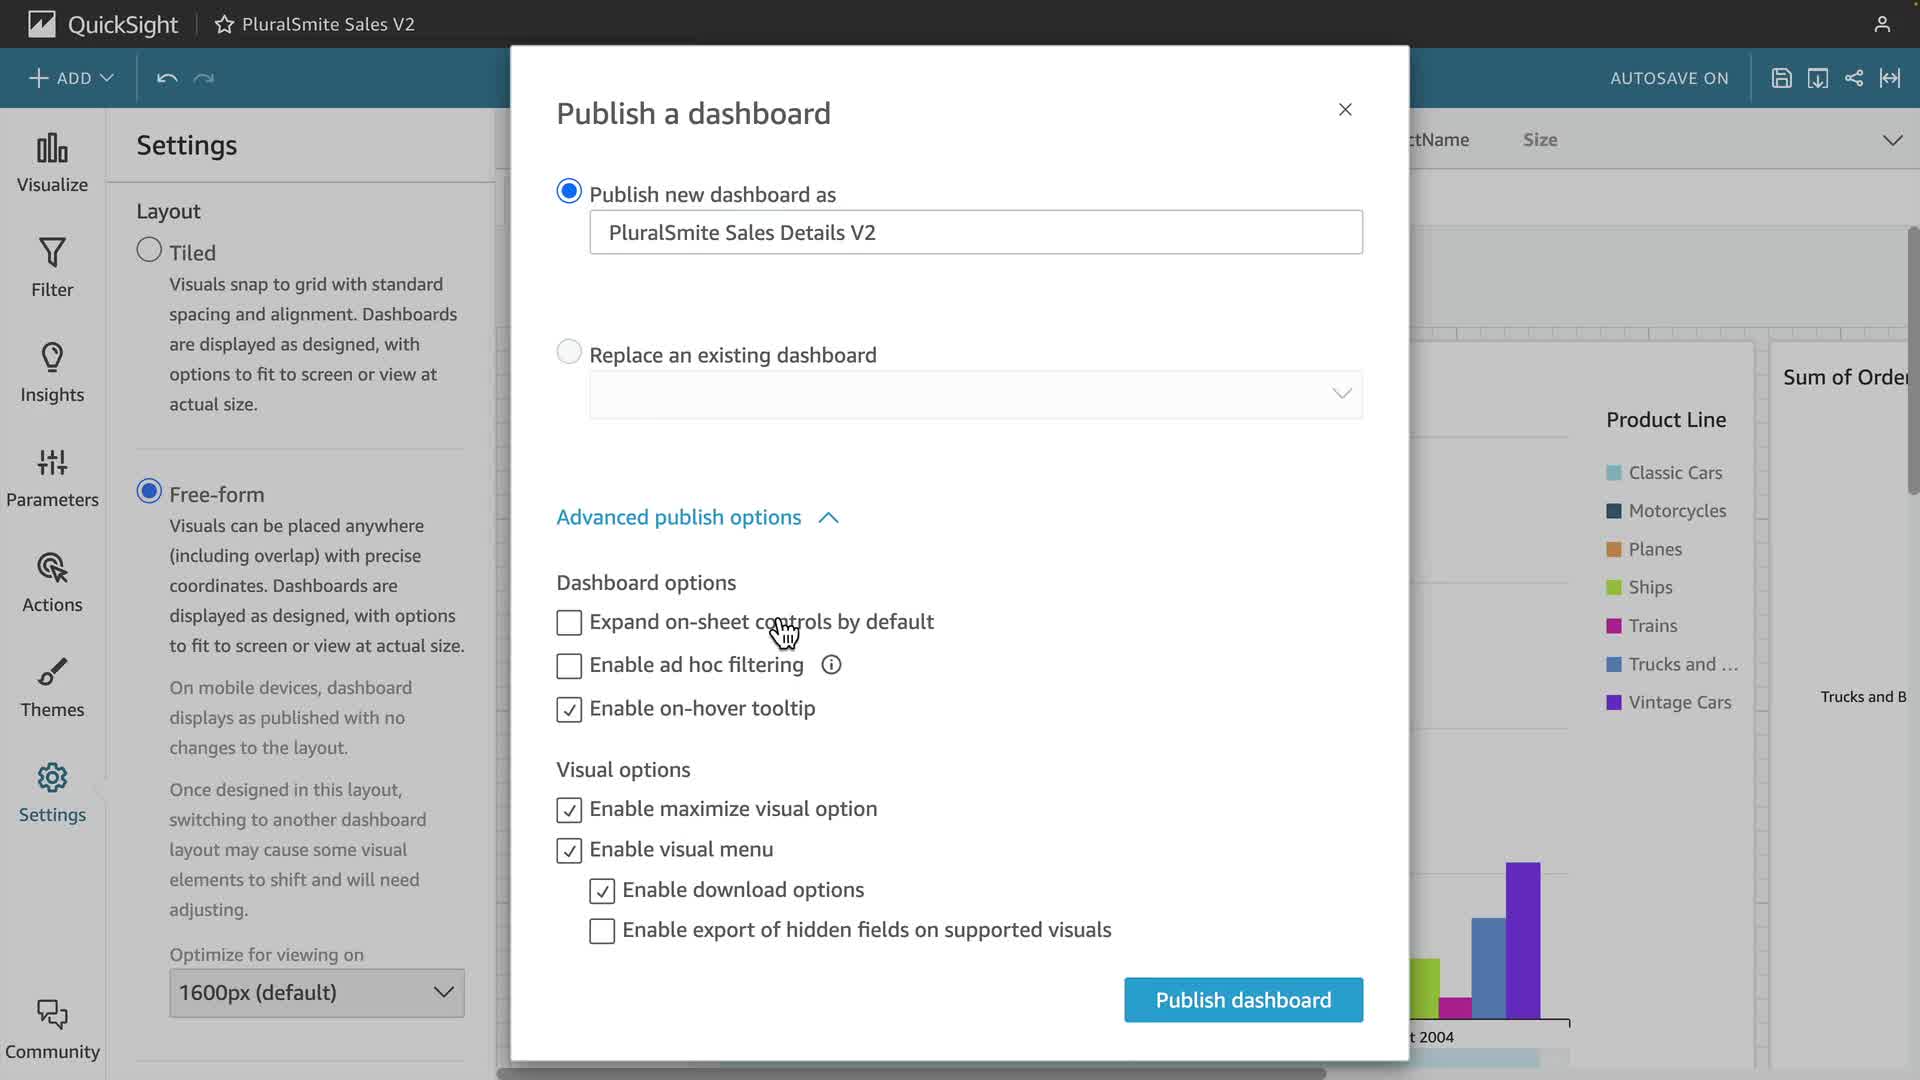 QuickSight
PluralSmite Sales V2
ADD
AUTOSAVE ON
Visualize
Filter
Insights
Parameters
Actions
Themes
Settings
Community
Settings
Layout
Tiled
Visuals snap to grid with standard
spacing and alignment. Dashboards
are displayed as designed, with
options to fit to screen or view at
actual size.
Free-form
Visuals can be placed anywhere
(including overlap) with precise
coordinates. Dashboards are
displayed as designed, with options
to fit to screen or view at actual size.
On mobile devices, dashboard
displays as published with no
changes to the layout.
Once designed in this layout,
switching to another dashboard
layout may cause some visual
elements to shift and will need
adjusting.
Optimize for viewing on
1600px (default)
Publish a dashboard
Publish new dashboard as
PluralSmite Sales Details V2
Replace an existing dashboard
Advanced publish options
Dashboard options
Expand on-sheet controls by default
Enable ad hoc filtering
Enable on-hover tooltip
Visual options
Enable maximize visual option
Enable visual menu
Enable download options
Enable export of hidden fields on supported visuals
Publish dashboard
ctName
Size
Product Line
Classic Cars
Motorcycles
Planes
Ships
Trains
Trucks and ...
Vintage Cars
t 2004
Sum of Order
Trucks and B